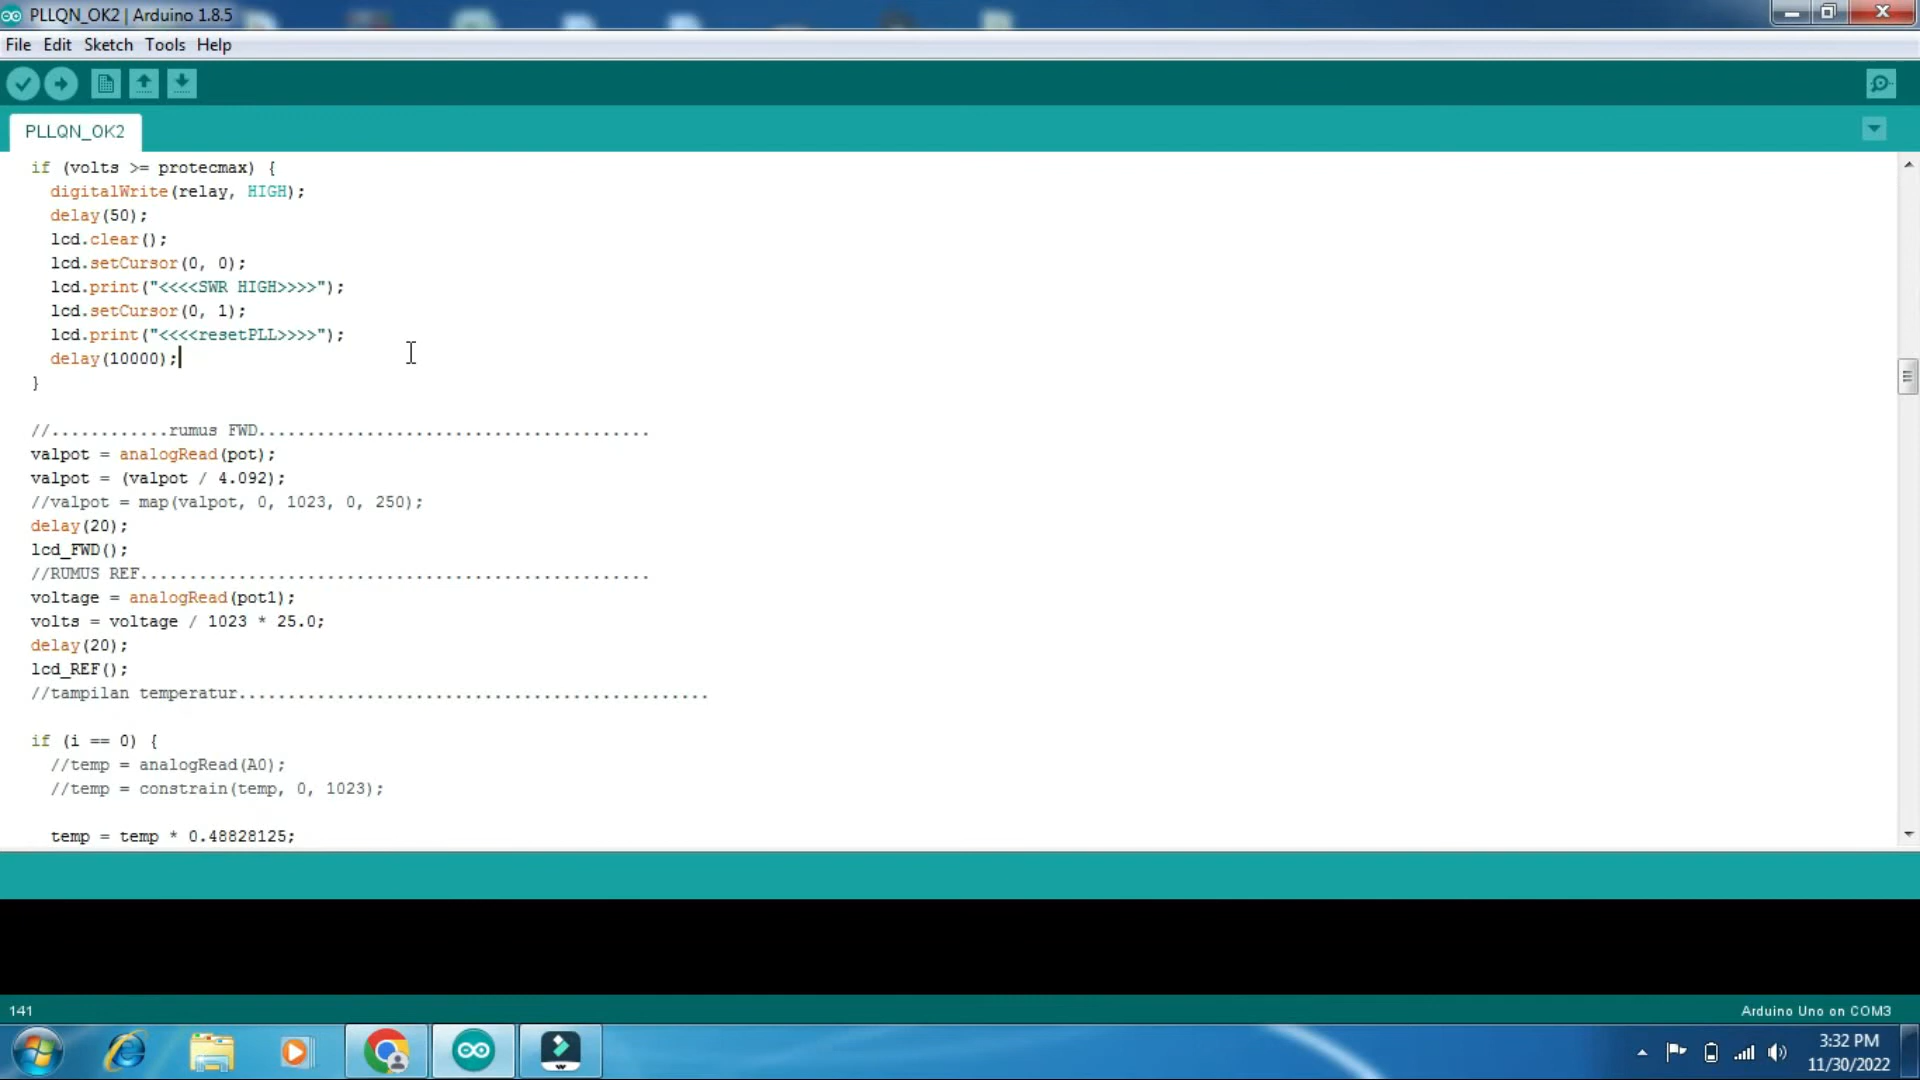 PLLQN_OK2 | Arduino 1.8.5
File Edit Sketch Tools Help
PLLQN_OK2
if (volts >= protecmax) {
digitalWrite(relay, HIGH);
delay(50);
lcd.clear();
lcd.setCursor(0, 0);
lcd.print("<<<<SWR HIGH>>>>");
lcd.setCursor(0, 1);
lcd.print("<<<<resetPLL>>>>");
delay(10000);
}
//............rumus FWD........................................
valpot = analogRead(pot);
valpot = (valpot / 4.092);
//valpot = map(valpot, 0, 1023, 0, 250);
delay(20);
lcd_FWD();
//RUMUS REF....................................................
voltage = analogRead(pot1);
volts = voltage / 1023 * 25.0;
delay(20);
lcd_REF();
//tampilan temperatur................................................
if (i == 0) {
//temp = analogRead(A0);
//temp = constrain(temp, 0, 1023);
temp = temp * 0.48828125;
141
Arduino Uno on COM3
3:32 PM
11/30/2022